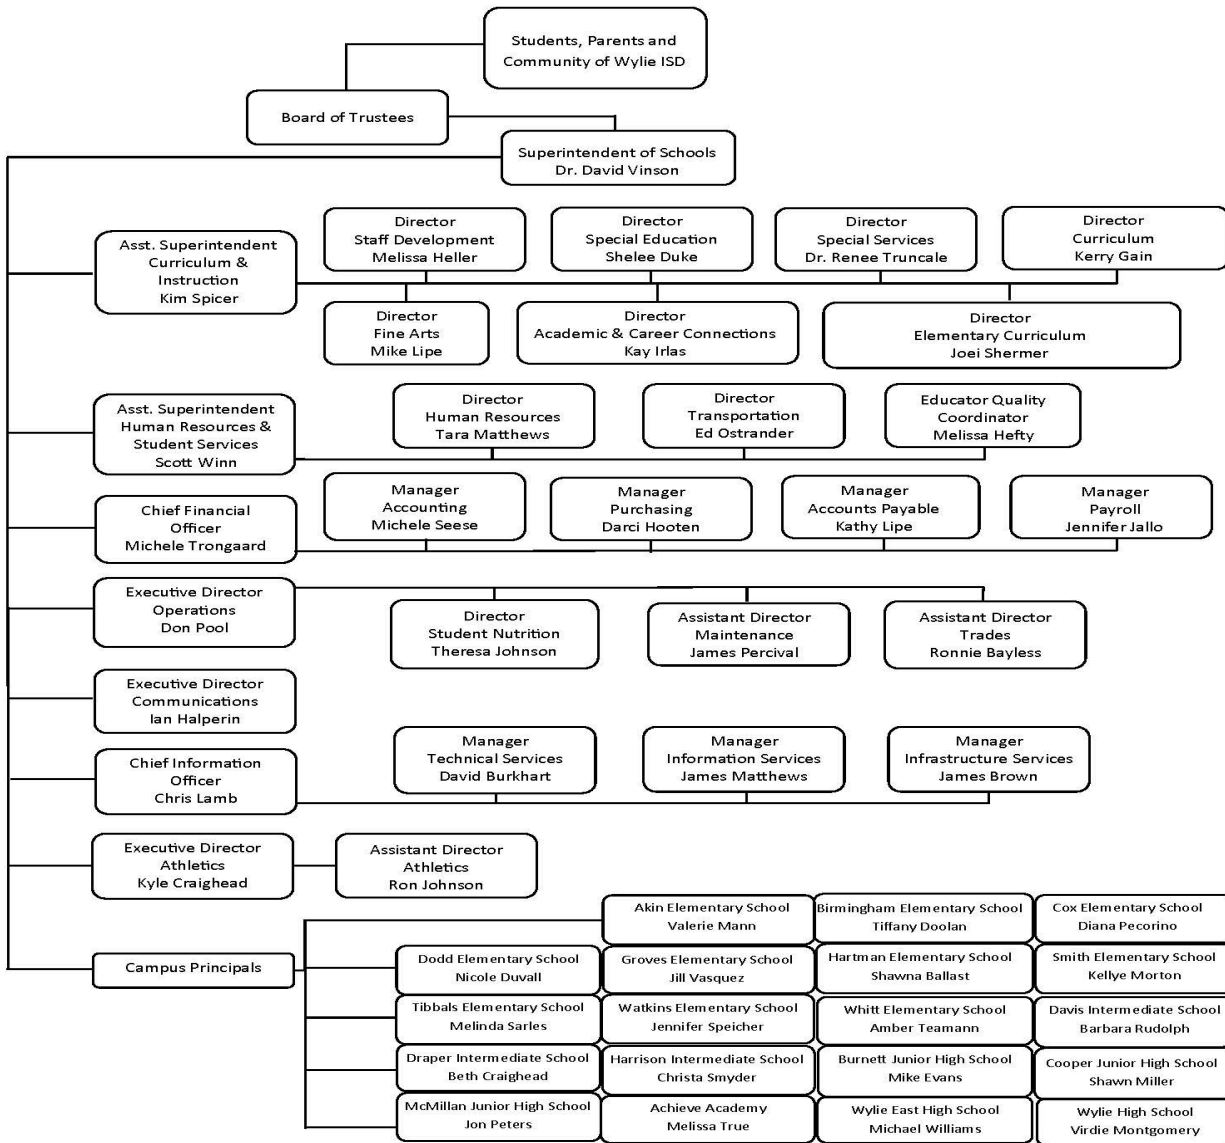 Students, Parents and
Community of Wylie ISD
Board of Trustees
Superintendent of Schools
Dr. David Vinson
Asst. Superintendent
Curriculum &
Instruction
Kim Spicer
Director
Staff Development
Melissa Heller
Director
Special Education
Shelee Duke
Director
Special Services
Dr. Renee Truncale
Director
Curriculum
Kerry Gain
Director
Fine Arts
Mike Lipe
Director
Academic & Career Connections
Kay Irlas
Director
Elementary Curriculum
Joei Shermer
Asst. Superintendent
Human Resources &
Student Services
Scott Winn
Director
Human Resources
Tara Matthews
Director
Transportation
Ed Ostrander
Educator Quality
Coordinator
Melissa Hefty
Chief Financial
Officer
Michele Trongaard
Manager
Accounting
Michele Seese
Manager
Purchasing
Darci Hooten
Manager
Accounts Payable
Kathy Lipe
Manager
Payroll
Jennifer Jallo
Executive Director
Operations
Don Pool
Director
Student Nutrition
Theresa Johnson
Assistant Director
Maintenance
James Percival
Assistant Director
Trades
Ronnie Bayless
Executive Director
Communications
Ian Halperin
Chief Information
Officer
Chris Lamb
Manager
Technical Services
David Burkhart
Manager
Information Services
James Matthews
Manager
Infrastructure Services
James Brown
Executive Director
Athletics
Kyle Craighead
Assistant Director
Athletics
Ron Johnson
Campus Principals
Akin Elementary School
Valerie Mann
Birmingham Elementary School
Tiffany Doolan
Cox Elementary School
Diana Pecorino
Dodd Elementary School
Nicole Duvall
Groves Elementary School
Jill Vasquez
Hartman Elementary School
Shawna Ballast
Smith Elementary School
Kellye Morton
Tibbals Elementary School
Melinda Sarles
Watkins Elementary School
Jennifer Speicher
Whitt Elementary School
Amber Teamann
Davis Intermediate School
Barbara Rudolph
Draper Intermediate School
Beth Craighead
Harrison Intermediate School
Christa Smyder
Burnett Junior High School
Mike Evans
Cooper Junior High School
Shawn Miller
McMillan Junior High School
Jon Peters
Achieve Academy
Melissa True
Wylie East High School
Michael Williams
Wylie High School
Virdie Montgomery